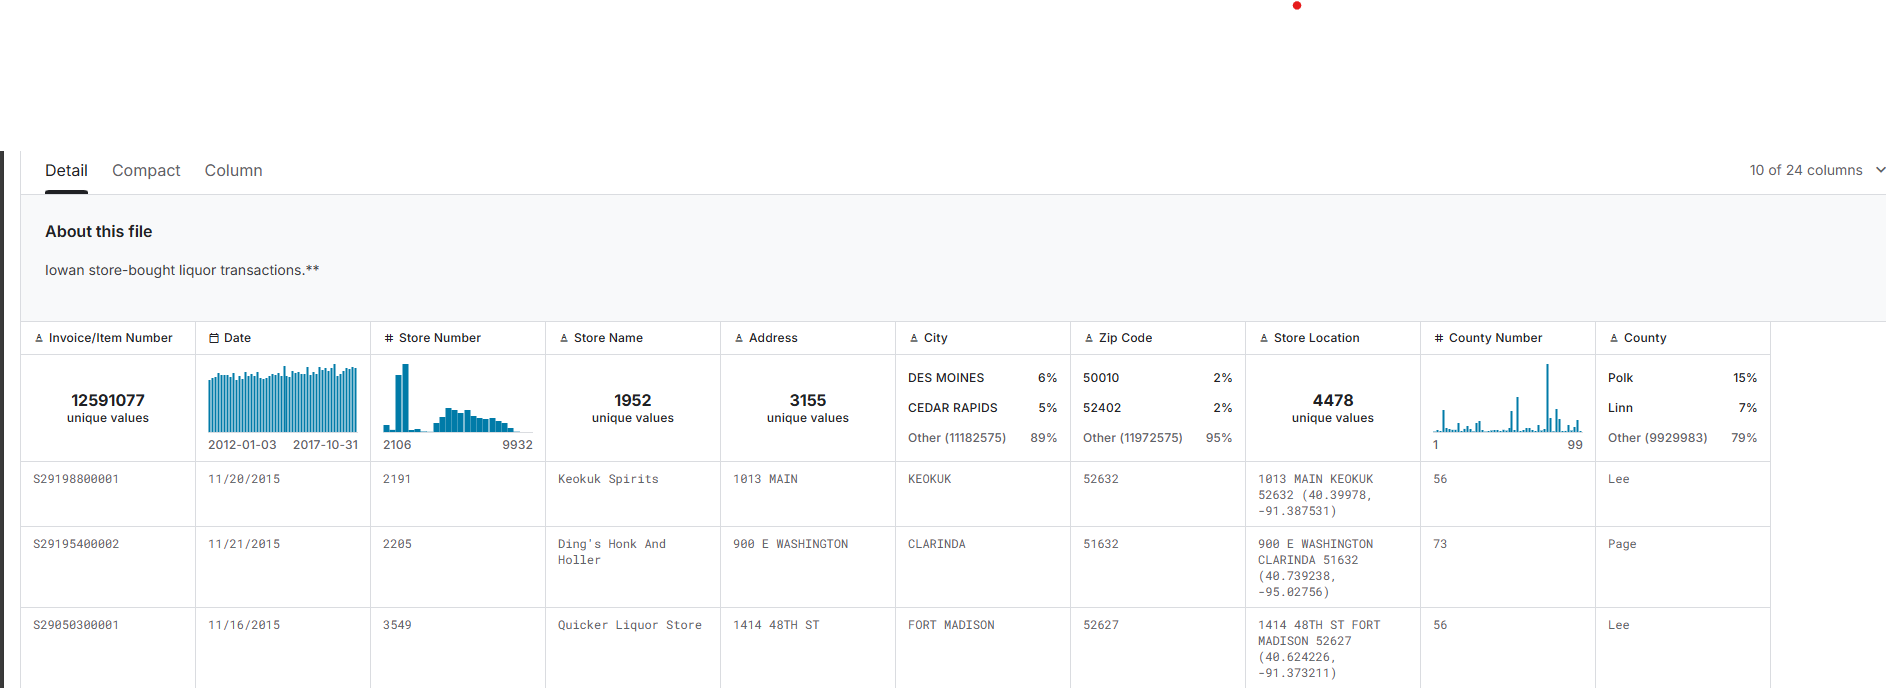 Detail Compact Column 10 of 24 columns
About this file
Iowan store-bought liquor transactions.**
Invoice/Item Number Date # Store Number Store Name Address City Zip Code Store Location # County Number County
12591077
unique values
2012-01-03 2017-10-31
2106 9932
1952
unique values
3155
unique values
DES MOINES 6%
CEDAR RAPIDS 5%
Other (11182575) 89%
50010 2%
52402 2%
Other (11972575) 95%
4478
unique values
1 99
Polk 15%
Linn 7%
Other (9929983) 79%
S29198800001 11/20/2015 2191 Keokuk Spirits 1013 MAIN KEOKUK 52632 1013 MAIN KEOKUK 56 Lee
52632 (40.39978,
-91.387531)
S29195400002 11/21/2015 2205 Ding's Honk And 900 E WASHINGTON CLARINDA 51632 900 E WASHINGTON 73 Page
Holler CLARINDA 51632
(40.739238,
-95.02756)
S29050300001 11/16/2015 3549 Quicker Liquor Store 1414 48TH ST FORT MADISON 52627 1414 48TH ST FORT 56 Lee
MADISON 52627
(40.624226,
-91.373211)